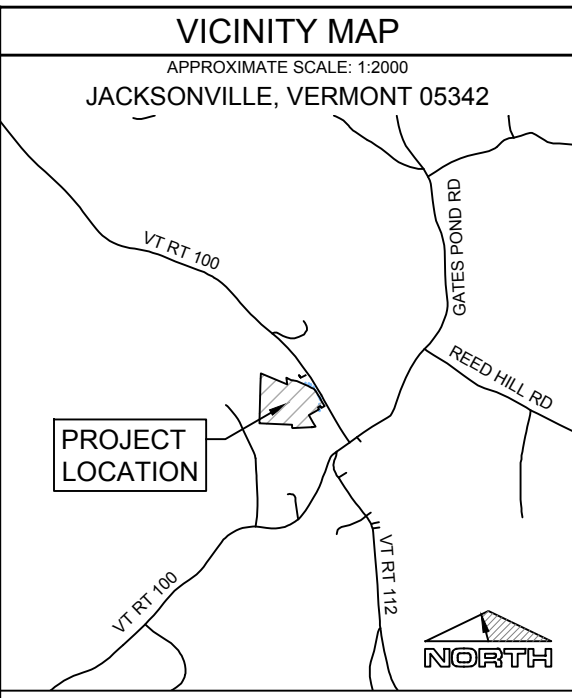 VICINITY MAP
APPROXIMATE SCALE: 1:2000
JACKSONVILLE, VERMONT 05342
VT RT 100
GATES POND RD
REED HILL RD
PROJECT
LOCATION
VT RT 100
VT RT 112
NORTH